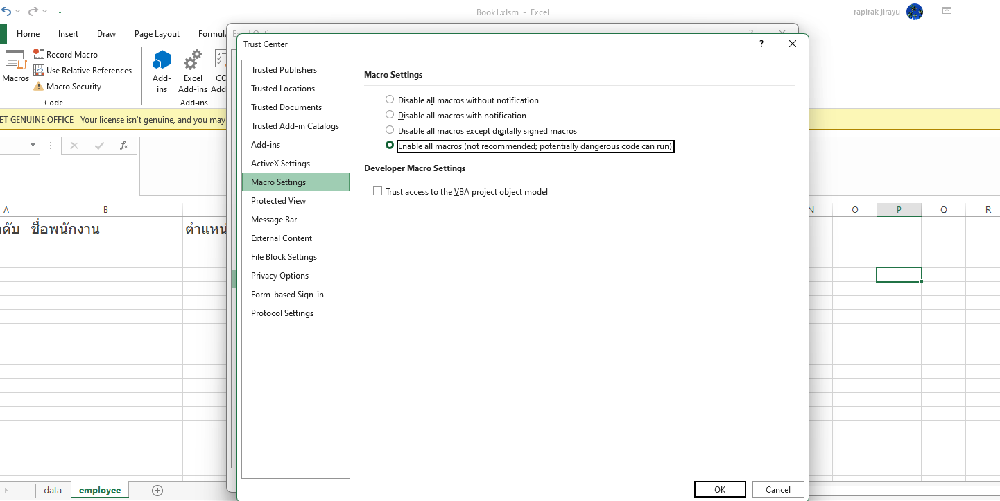 Book1.xlsm - Excel
rapirak jirayu
Home Insert Draw Page Layout Formula
Excel Options
?
Trust Center
?
Macros
Record Macro
Use Relative References
Macro Security
Code
Add-
ins
Excel
Add-ins
CO
Add
Add-ins
ET GENUINE OFFICE Your license isn't genuine, and you may
fx
Trusted Publishers
Trusted Locations
Trusted Documents
Trusted Add-in Catalogs
Add-ins
ActiveX Settings
Macro Settings
Protected View
Message Bar
External Content
File Block Settings
Privacy Options
Form-based Sign-in
Protocol Settings
Macro Settings
Disable all macros without notification
Disable all macros with notification
Disable all macros except digitally signed macros
Enable all macros (not recommended; potentially dangerous code can run)
Developer Macro Settings
Trust access to the VBA project object model
A B N O P Q R
ชื่อพนักงาน ตำแหน
data employee
OK Cancel